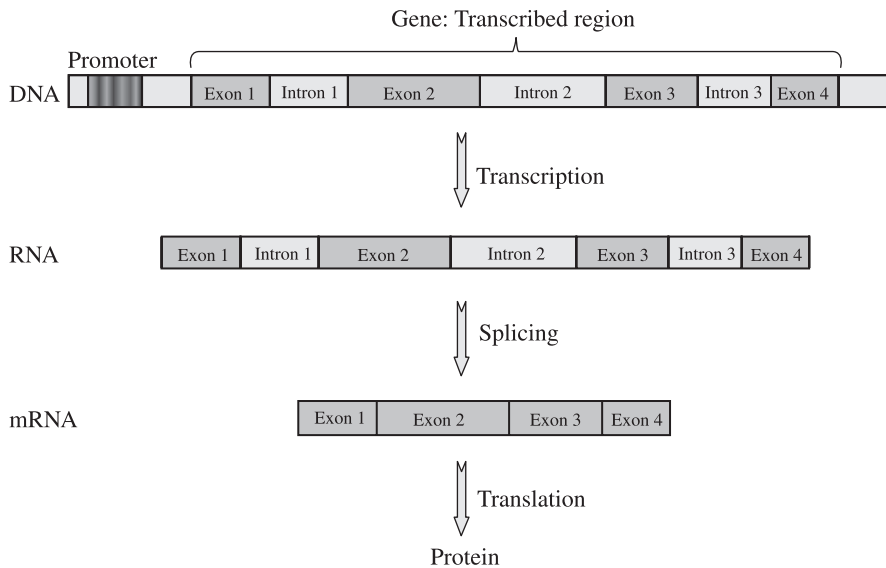 Gene: Transcribed region
Promoter
DNA Exon 1 Intron 1 Exon 2 Intron 2 Exon 3 Intron 3 Exon 4
Transcription
RNA Exon 1 Intron 1 Exon 2 Intron 2 Exon 3 Intron 3 Exon 4
Splicing
mRNA Exon 1 Exon 2 Exon 3 Exon 4
Translation
Protein